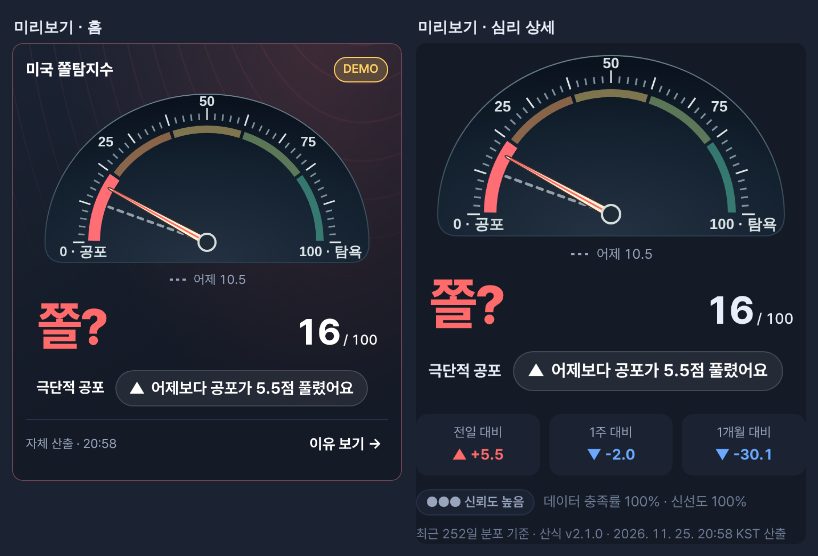 미리보기 · 홈
미국 쫄탐지수
DEMO
0 · 공포
25
50
75
100 · 탐욕
어제 10.5
쫄?
16 / 100
극단적 공포
▲ 어제보다 공포가 5.5점 풀렸어요
자체 산출 · 20:58
이유 보기 →
미리보기 · 심리 상세
0 · 공포
25
50
75
100 · 탐욕
어제 10.5
쫄?
16 / 100
극단적 공포
▲ 어제보다 공포가 5.5점 풀렸어요
전일 대비
▲ +5.5
1주 대비
▼ -2.0
1개월 대비
▼ -30.1
●●● 신뢰도 높음
데이터 충족률 100% · 신선도 100%
최근 252일 분포 기준 · 산식 v2.1.0 · 2026. 11. 25. 20:58 KST 산출